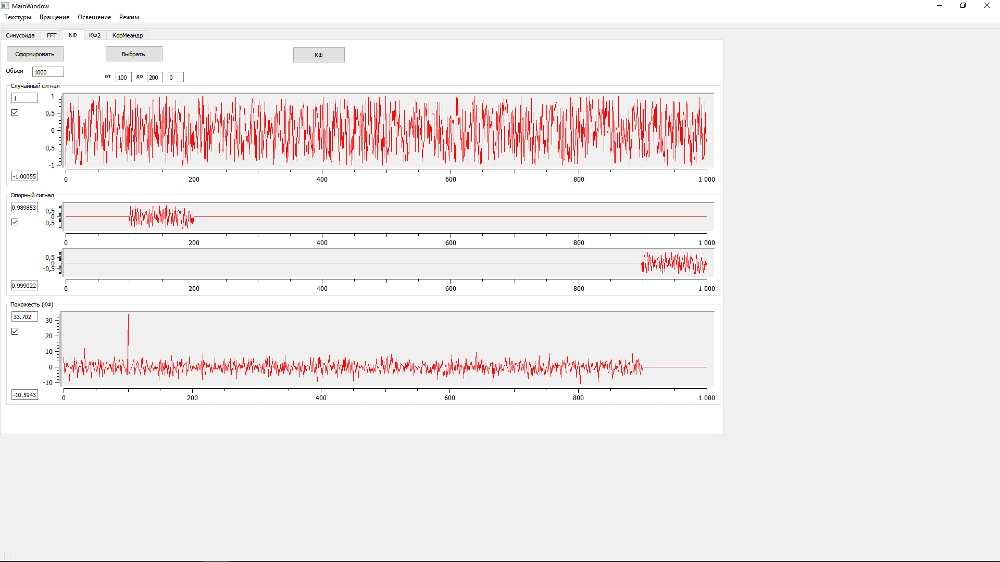 MainWindow
Текстуры Вращение Освещение Режим
Синусоида FFT КФ КФ2 КорМеандр
Сформировать Выбрать КФ
Объем 1000
от 100 до 200 0
Случайный сигнал
1
1
0,5
0
-0,5
-1
-1.00055
0 200 400 600 800 1 000
Опорный сигнал
0.989853
0,5
0
-0,5
0 200 400 600 800 1 000
0,5
0
-0,5
0.999022
0 200 400 600 800 1 000
Похожесть (КФ)
33.702
30
20
10
0
-10
-10.5943
0 200 400 600 800 1 000